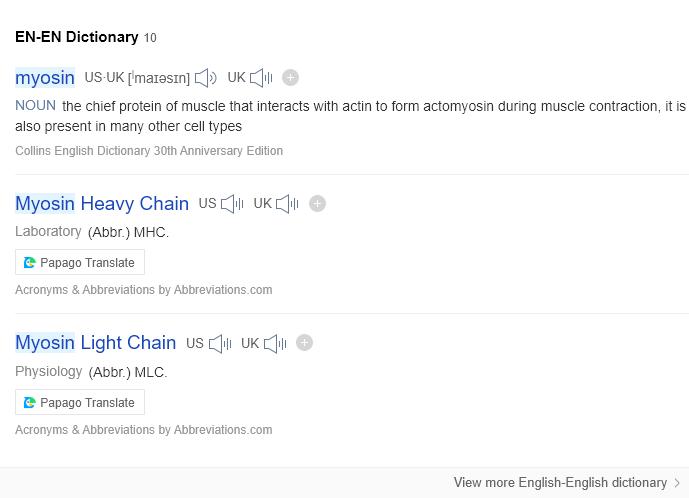 EN-EN Dictionary 10
myosin US·UK [ˈmaɪəsɪn] UK
NOUN the chief protein of muscle that interacts with actin to form actomyosin during muscle contraction, it is
also present in many other cell types
Collins English Dictionary 30th Anniversary Edition
Myosin Heavy Chain US UK
Laboratory (Abbr.) MHC.
Papago Translate
Acronyms & Abbreviations by Abbreviations.com
Myosin Light Chain US UK
Physiology (Abbr.) MLC.
Papago Translate
Acronyms & Abbreviations by Abbreviations.com
View more English-English dictionary